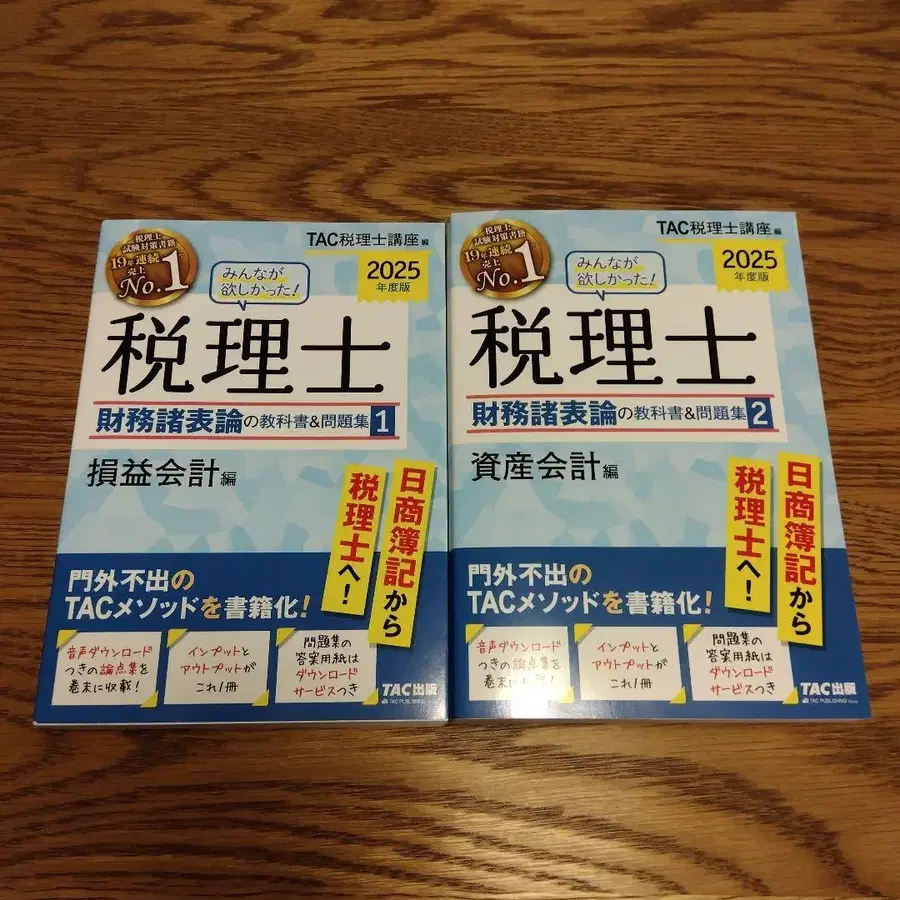 税理士
試験対策書籍
19年連続
売上
No.1
TAC税理士講座 編
みんなが
欲しかった!
2025
年度版
税理士
財務諸表論の教科書&問題集 1
損益会計編
日商簿記から
税理士へ!
門外不出の
TACメソッドを書籍化!
音声ダウンロード
つきの論点集を
巻末に収載!
インプットと
アウトプットが
これ1冊
問題集の
答案用紙は
ダウンロード
サービスつき
TAC出版
TAC PUBLISHING Group
税理士
試験対策書籍
19年連続
売上
No.1
TAC税理士講座 編
みんなが
欲しかった!
2025
年度版
税理士
財務諸表論の教科書&問題集 2
資産会計編
日商簿記から
税理士へ!
門外不出の
TACメソッドを書籍化!
音声ダウンロード
つきの論点集を
巻末に収載!
インプットと
アウトプットが
これ1冊
問題集の
答案用紙は
ダウンロード
サービスつき
TAC出版
TAC PUBLISHING Group